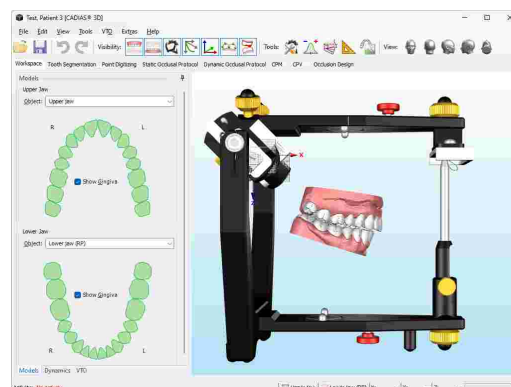 Test, Patient 3 [CADIAS® 3D]
File Edit View Tools VTO Extras Help
Visibility: Tools: View:
Workspace Tooth Segmentation Point Digitizing Static Occlusal Protocol Dynamic Occlusal Protocol CPM CPV Occlusion Design
Models
Upper Jaw
Object: Upper Jaw
R L
Show Gingiva
Lower Jaw
Object: Lower Jaw (RP)
Show Gingiva
R L
Models Dynamics VTO
X